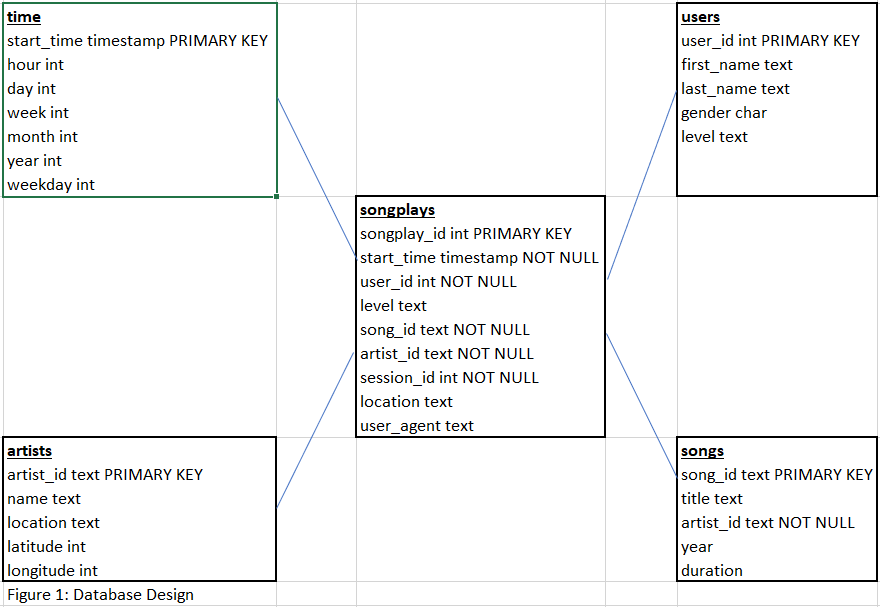 time
start_time timestamp PRIMARY KEY
hour int
day int
week int
month int
year int
weekday int
users
user_id int PRIMARY KEY
first_name text
last_name text
gender char
level text
songplays
songplay_id int PRIMARY KEY
start_time timestamp NOT NULL
user_id int NOT NULL
level text
song_id text NOT NULL
artist_id text NOT NULL
session_id int NOT NULL
location text
user_agent text
artists
artist_id text PRIMARY KEY
name text
location text
latitude int
longitude int
songs
song_id text PRIMARY KEY
title text
artist_id text NOT NULL
year
duration
Figure 1: Database Design